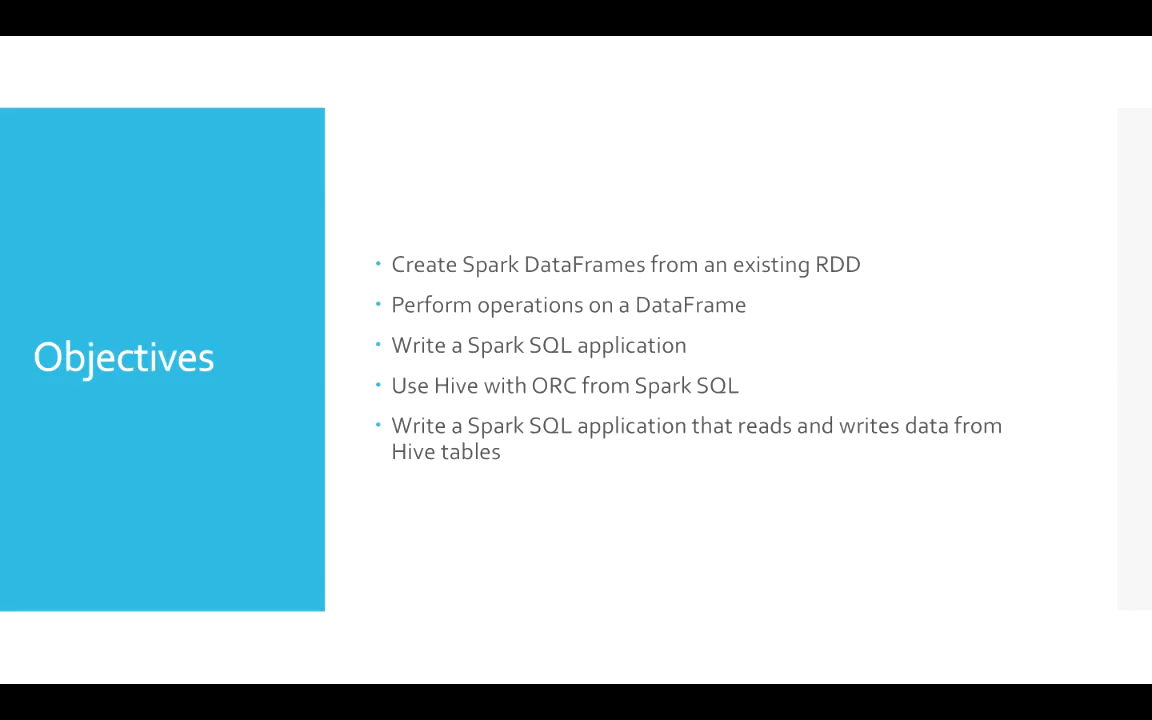 Objectives
• Create Spark DataFrames from an existing RDD
• Perform operations on a DataFrame
• Write a Spark SQL application
• Use Hive with ORC from Spark SQL
• Write a Spark SQL application that reads and writes data from
Hive tables